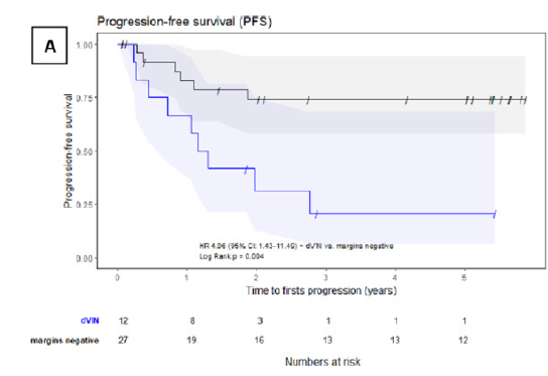 Progression-free survival (PFS)
A
1.00
0.75
0.50
0.25
0.00
Progression-free survival
HR 4.06 (95% CI: 1.43-11.49) - dVIN vs. margins negative
Log Rank p = 0.004
0 1 2 3 4 5
Time to firsts progression (years)
dVIN 12 8 3 1 1 1
margins negative 27 19 16 13 13 12
Numbers at risk